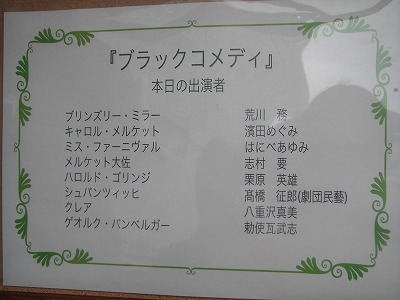 『ブラックコメディ』
本日の出演者
ブリンズリー・ミラー 荒川 務
キャロル・メルケット 濱田めぐみ
ミス・ファーニヴァル はにべあゆみ
メルケット大佐 志村 要
ハロルド・ゴリンジ 栗原 英雄
シュパンツィッヒ 髙橋 征郎(劇団民藝)
クレア 八重沢真美
ゲオルク・バンベルガー 勅使瓦武志